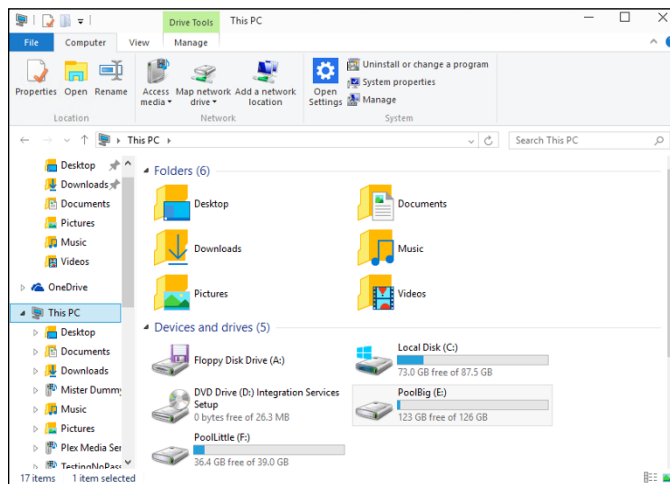 Drive Tools This PC
File Computer View Manage
Properties Open Rename Access media Map network drive Add a network location Open Settings Uninstall or change a program
System properties
Manage
Location Network System
This PC Search This PC
Desktop
Downloads
Pictures
Music
Videos
OneDrive
This PC
Desktop
Documents
Downloads
Mister Dummy
Music
Pictures
Plex Media Ser
TestingNoPass
Folders (6)
Desktop Documents
Downloads Music
Pictures Videos
Devices and drives (5)
Floppy Disk Drive (A:)
Local Disk (C:)
73.0 GB free of 87.5 GB
DVD Drive (D:) Integration Services
Setup
0 bytes free of 26.3 MB
PoolBig (E:)
123 GB free of 126 GB
PoolLittle (F:)
36.4 GB free of 39.0 GB
17 items 1 item selected